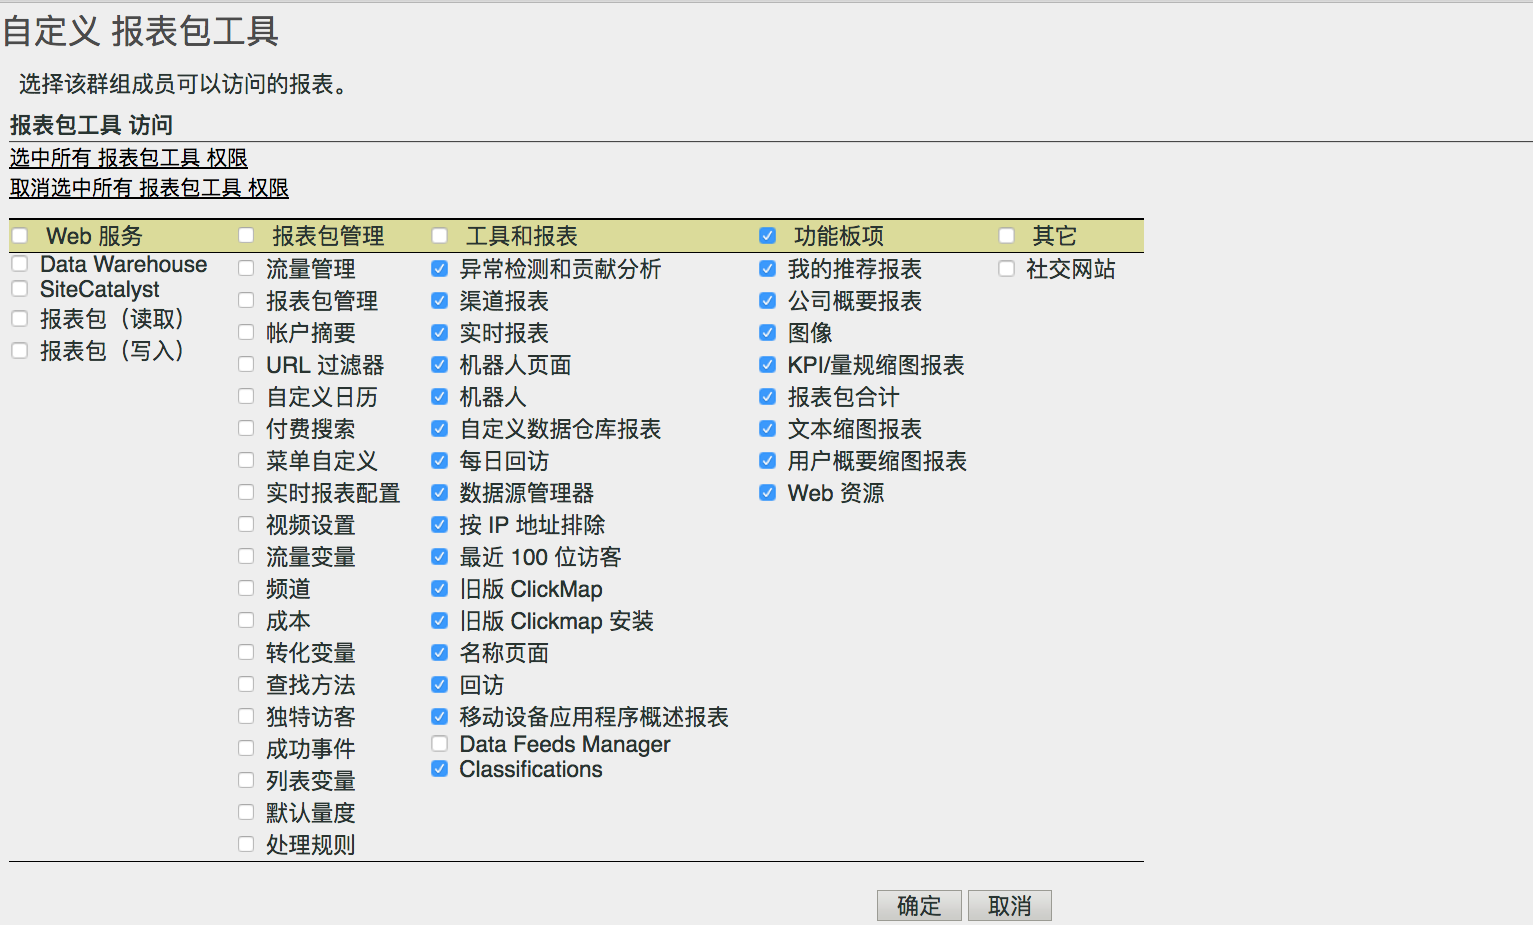 自定义 报表包工具
选择该群组成员可以访问的报表。
报表包工具 访问
选中所有 报表包工具 权限
取消选中所有 报表包工具 权限
Web 服务
Data Warehouse
SiteCatalyst
报表包（读取）
报表包（写入）
报表包管理
流量管理
报表包管理
帐户摘要
URL 过滤器
自定义日历
付费搜索
菜单自定义
实时报表配置
视频设置
流量变量
频道
成本
转化变量
查找方法
独特访客
成功事件
列表变量
默认量度
处理规则
工具和报表
异常检测和贡献分析
渠道报表
实时报表
机器人页面
机器人
自定义数据仓库报表
每日回访
数据源管理器
按 IP 地址排除
最近 100 位访客
旧版 ClickMap
旧版 Clickmap 安装
名称页面
回访
移动设备应用程序概述报表
Data Feeds Manager
Classifications
功能板项
我的推荐报表
公司概要报表
图像
KPI/量规缩图报表
报表包合计
文本缩图报表
用户概要缩图报表
Web 资源
其它
社交网站
确定
取消